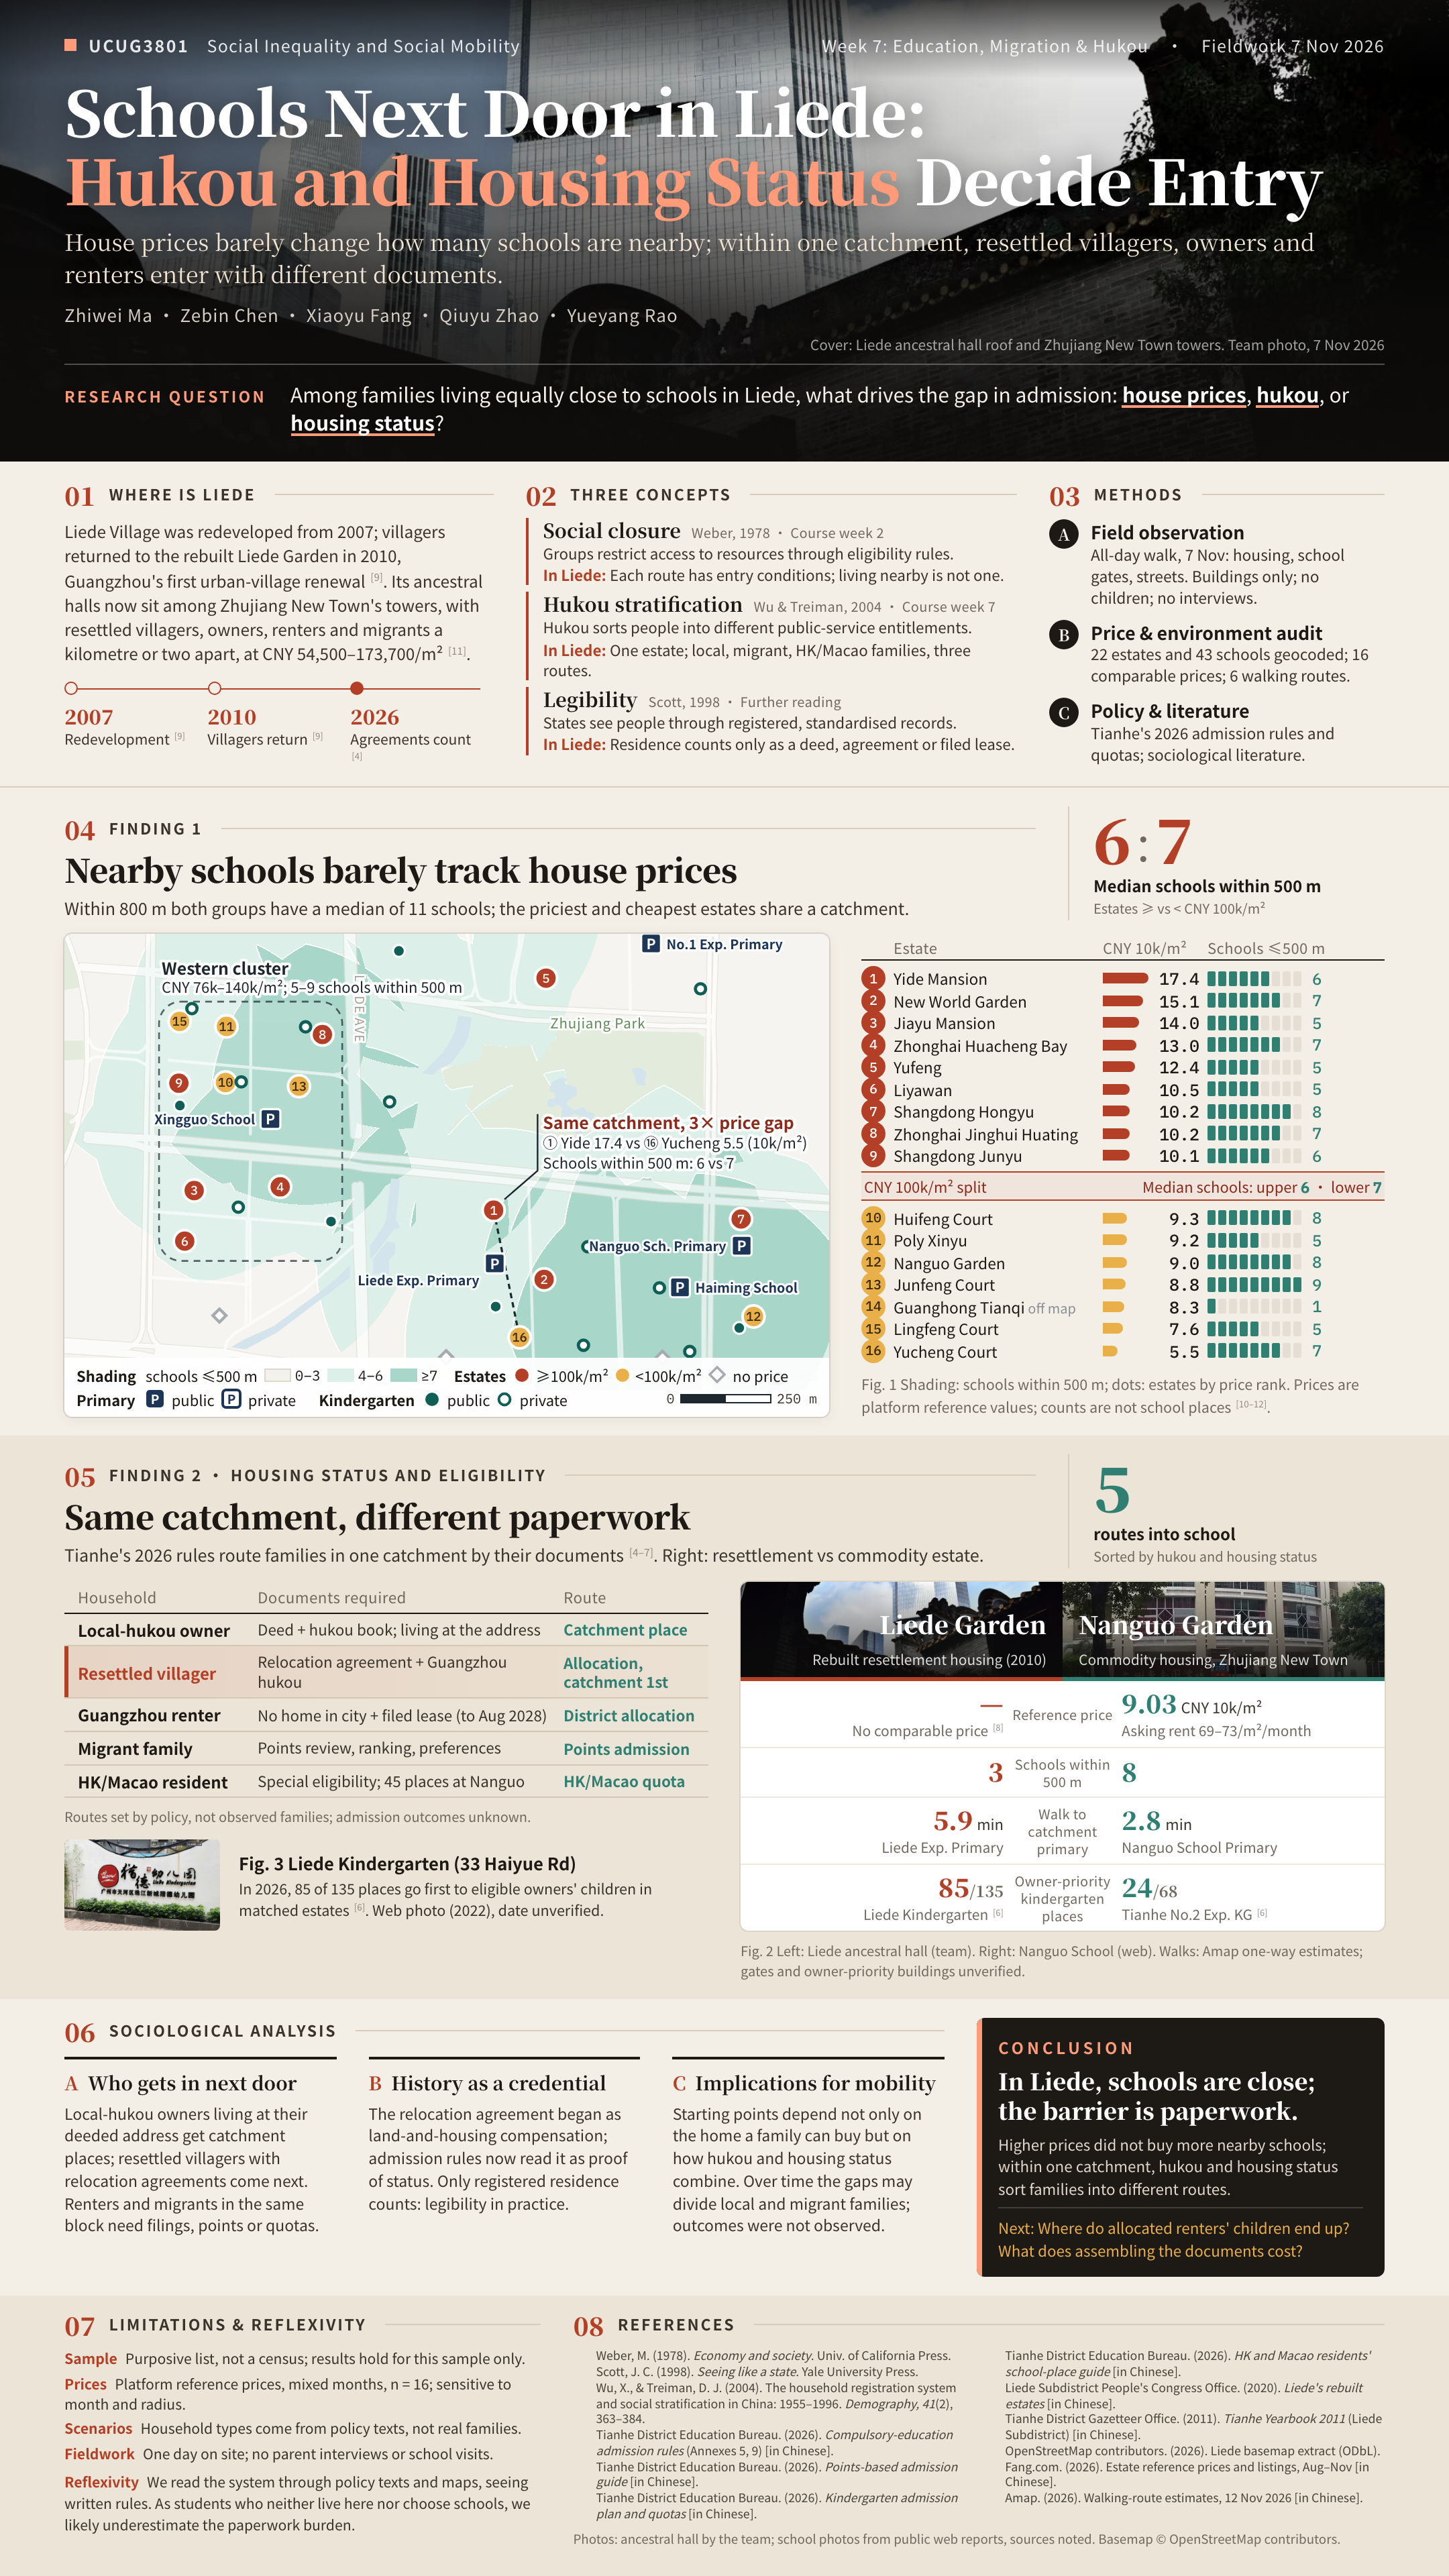 UCUG3801 Social Inequality and Social Mobility
Week 7: Education, Migration & Hukou • Fieldwork 7 Nov 2026
Schools Next Door in Liede:
Hukou and Housing Status Decide Entry
House prices barely change how many schools are nearby; within one catchment, resettled villagers, owners and
renters enter with different documents.
Zhiwei Ma • Zebin Chen • Xiaoyu Fang • Qiuyu Zhao • Yueyang Rao
Cover: Liede ancestral hall roof and Zhujiang New Town towers. Team photo, 7 Nov 2026
RESEARCH QUESTION
Among families living equally close to schools in Liede, what drives the gap in admission: house prices, hukou, or
housing status?
01 WHERE IS LIEDE
Liede Village was redeveloped from 2007; villagers
returned to the rebuilt Liede Garden in 2010,
Guangzhou's first urban-village renewal [9]. Its ancestral
halls now sit among Zhujiang New Town's towers, with
resettled villagers, owners, renters and migrants a
kilometre or two apart, at CNY 54,500–173,700/m² [11].
2007
Redevelopment [9]
2010
Villagers return [9]
2026
Agreements count
[4]
02 THREE CONCEPTS
Social closure Weber, 1978 • Course week 2
Groups restrict access to resources through eligibility rules.
In Liede: Each route has entry conditions; living nearby is not one.
Hukou stratification Wu & Treiman, 2004 • Course week 7
Hukou sorts people into different public-service entitlements.
In Liede: One estate; local, migrant, HK/Macao families, three
routes.
Legibility Scott, 1998 • Further reading
States see people through registered, standardised records.
In Liede: Residence counts only as a deed, agreement or filed lease.
03 METHODS
A Field observation
All-day walk, 7 Nov: housing, school
gates, streets. Buildings only; no
children; no interviews.
B Price & environment audit
22 estates and 43 schools geocoded; 16
comparable prices; 6 walking routes.
C Policy & literature
Tianhe's 2026 admission rules and
quotas; sociological literature.
04 FINDING 1
Nearby schools barely track house prices
Within 800 m both groups have a median of 11 schools; the priciest and cheapest estates share a catchment.
6:7
Median schools within 500 m
Estates ⩾ vs < CNY 100k/m²
P No.1 Exp. Primary
Western cluster
CNY 76k–140k/m²; 5–9 schools within 500 m
LIEDE AVE
5
Zhujiang Park
15
11
8
9
10
13
Xingguo School P
Same catchment, 3× price gap
① Yide 17.4 vs ⑯ Yucheng 5.5 (10k/m²)
Schools within 500 m: 6 vs 7
3
4
1
7
6
Nanguo Sch. Primary P
P
Liede Exp. Primary
2
P Haiming School
12
16
Shading schools ⩽500 m 0–3 4–6 ≥7 Estates ⩾100k/m² <100k/m² no price
Primary P public P private Kindergarten public private 0 250 m
Estate CNY 10k/m² Schools ⩽500 m
1 Yide Mansion 17.4 6
2 New World Garden 15.1 7
3 Jiayu Mansion 14.0 5
4 Zhonghai Huacheng Bay 13.0 7
5 Yufeng 12.4 5
6 Liyawan 10.5 5
7 Shangdong Hongyu 10.2 8
8 Zhonghai Jinghui Huating 10.2 7
9 Shangdong Junyu 10.1 6
CNY 100k/m² split Median schools: upper 6 • lower 7
10 Huifeng Court 9.3 8
11 Poly Xinyu 9.2 5
12 Nanguo Garden 9.0 8
13 Junfeng Court 8.8 9
14 Guanghong Tianqi off map 8.3 1
15 Lingfeng Court 7.6 5
16 Yucheng Court 5.5 7
Fig. 1 Shading: schools within 500 m; dots: estates by price rank. Prices are
platform reference values; counts are not school places [10–12].
05 FINDING 2 • HOUSING STATUS AND ELIGIBILITY
Same catchment, different paperwork
Tianhe's 2026 rules route families in one catchment by their documents [4–7]. Right: resettlement vs commodity estate.
5
routes into school
Sorted by hukou and housing status
Household Documents required Route
Local-hukou owner Deed + hukou book; living at the address Catchment place
Resettled villager Relocation agreement + Guangzhou
hukou
Allocation,
catchment 1st
Guangzhou renter No home in city + filed lease (to Aug 2028) District allocation
Migrant family Points review, ranking, preferences Points admission
HK/Macao resident Special eligibility; 45 places at Nanguo HK/Macao quota
Routes set by policy, not observed families; admission outcomes unknown.
Fig. 3 Liede Kindergarten (33 Haiyue Rd)
In 2026, 85 of 135 places go first to eligible owners' children in
matched estates [6]. Web photo (2022), date unverified.
Liede Garden
Rebuilt resettlement housing (2010)
Nanguo Garden
Commodity housing, Zhujiang New Town
— Reference price 9.03 CNY 10k/m²
No comparable price [8] Asking rent 69–73/m²/month
3 Schools within
500 m 8
5.9 min Walk to
catchment
primary 2.8 min
Liede Exp. Primary Nanguo School Primary
85/135 Owner-priority
kindergarten
places 24/68
Liede Kindergarten [6] Tianhe No.2 Exp. KG [6]
Fig. 2 Left: Liede ancestral hall (team). Right: Nanguo School (web). Walks: Amap one-way estimates;
gates and owner-priority buildings unverified.
06 SOCIOLOGICAL ANALYSIS
A Who gets in next door
Local-hukou owners living at their
deeded address get catchment
places; resettled villagers with
relocation agreements come next.
Renters and migrants in the same
block need filings, points or quotas.
B History as a credential
The relocation agreement began as
land-and-housing compensation;
admission rules now read it as proof
of status. Only registered residence
counts: legibility in practice.
C Implications for mobility
Starting points depend not only on
the home a family can buy but on
how hukou and housing status
combine. Over time the gaps may
divide local and migrant families;
outcomes were not observed.
CONCLUSION
In Liede, schools are close;
the barrier is paperwork.
Higher prices did not buy more nearby schools;
within one catchment, hukou and housing status
sort families into different routes.
Next: Where do allocated renters' children end up?
What does assembling the documents cost?
07 LIMITATIONS & REFLEXIVITY
Sample Purposive list, not a census; results hold for this sample only.
Prices Platform reference prices, mixed months, n = 16; sensitive to
month and radius.
Scenarios Household types come from policy texts, not real families.
Fieldwork One day on site; no parent interviews or school visits.
Reflexivity We read the system through policy texts and maps, seeing
written rules. As students who neither live here nor choose schools, we
likely underestimate the paperwork burden.
08 REFERENCES
Weber, M. (1978). Economy and society. Univ. of California Press.
Scott, J. C. (1998). Seeing like a state. Yale University Press.
Wu, X., & Treiman, D. J. (2004). The household registration system
and social stratification in China: 1955–1996. Demography, 41(2),
363–384.
Tianhe District Education Bureau. (2026). Compulsory-education
admission rules (Annexes 5, 9) [in Chinese].
Tianhe District Education Bureau. (2026). Points-based admission
guide [in Chinese].
Tianhe District Education Bureau. (2026). Kindergarten admission
plan and quotas [in Chinese].
Tianhe District Education Bureau. (2026). HK and Macao residents'
school-place guide [in Chinese].
Liede Subdistrict People's Congress Office. (2020). Liede's rebuilt
estates [in Chinese].
Tianhe District Gazetteer Office. (2011). Tianhe Yearbook 2011 (Liede
Subdistrict) [in Chinese].
OpenStreetMap contributors. (2026). Liede basemap extract (ODbL).
Fang.com. (2026). Estate reference prices and listings, Aug–Nov [in
Chinese].
Amap. (2026). Walking-route estimates, 12 Nov 2026 [in Chinese].
Photos: ancestral hall by the team; school photos from public web reports, sources noted. Basemap © OpenStreetMap contributors.